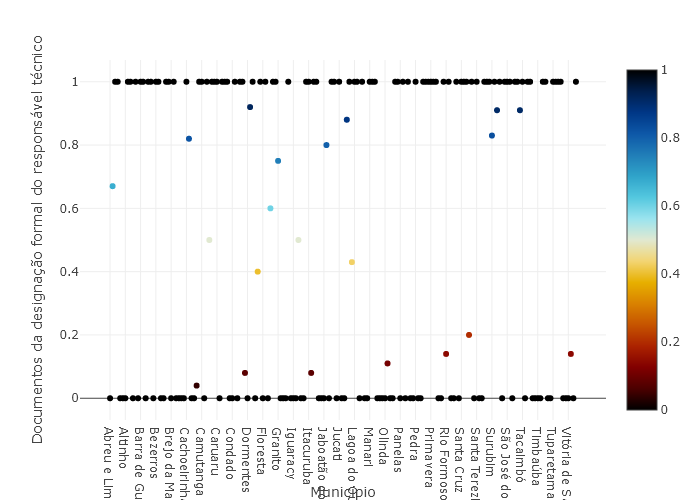 Documentos da designação formal do responsável técnico
1
0.8
0.6
0.4
0.2
0
Abreu e Lim
Altinho
Barra de Gu
Bezerros
Brejo da Ma
Cachoeirinh
Camutanga
Caruaru
Condado
Dormentes
Floresta
Granito
Iguaracy
Itacuruba
Jaboatão d
Jucati
Lagoa do O
Manari
Olinda
Panelas
Pedra
Primavera
Rio Formoso
Santa Cruz
Santa Terez
Surubim
São José do
Tacaimbó
Timbaúba
Tuparetama
Vitória de S.
Município
1
0.8
0.6
0.4
0.2
0